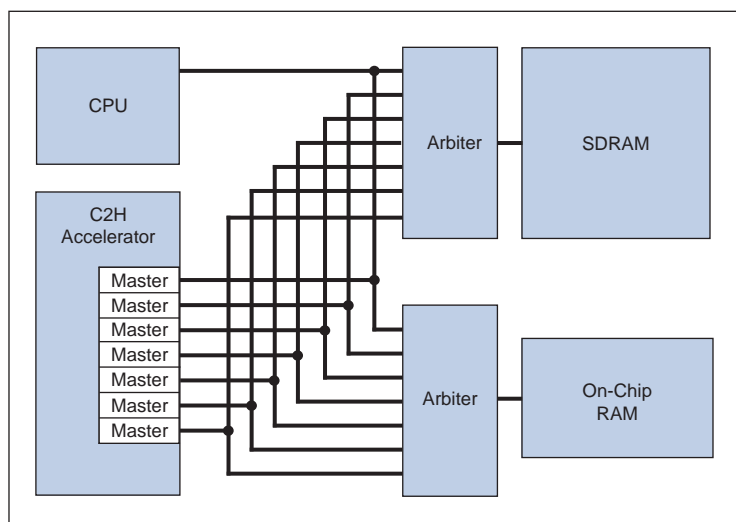 CPU
Arbiter
SDRAM
C2H
Accelerator
Master
Master
Master
Master
Master
Master
Master
Arbiter
On-Chip
RAM